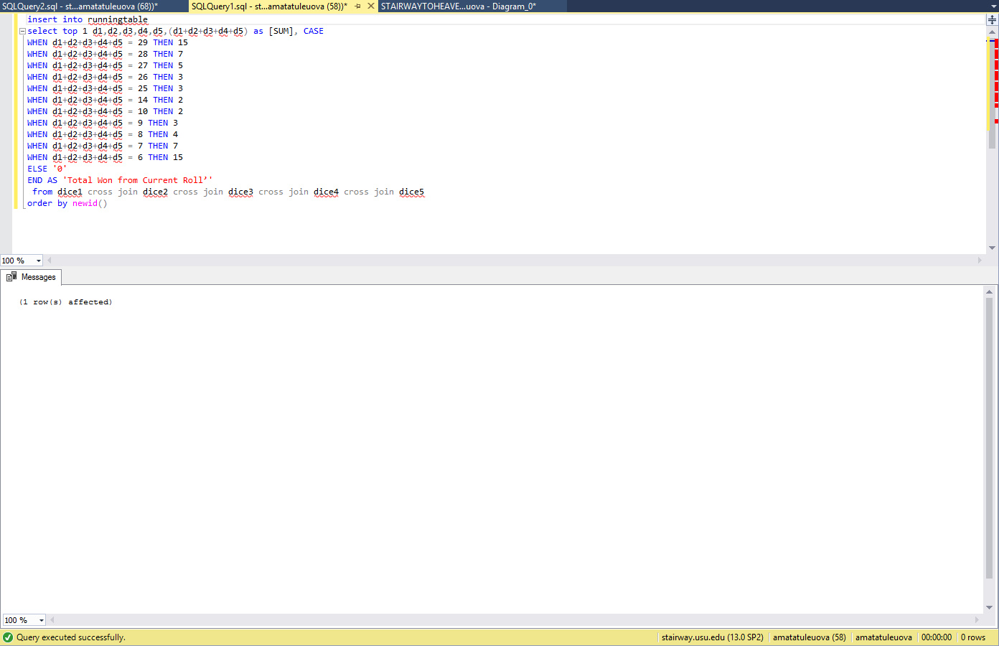 SQLQuery2.sql - st...amatatuleuova (68))*
SQLQuery1.sql - st...amatatuleuova (58))*
STAIRWAYTOHEAVE...uova - Diagram_0*
insert into runningtable
select top 1 d1,d2,d3,d4,d5,(d1+d2+d3+d4+d5) as [SUM], CASE
WHEN d1+d2+d3+d4+d5 = 29 THEN 15
WHEN d1+d2+d3+d4+d5 = 28 THEN 7
WHEN d1+d2+d3+d4+d5 = 27 THEN 5
WHEN d1+d2+d3+d4+d5 = 26 THEN 3
WHEN d1+d2+d3+d4+d5 = 25 THEN 3
WHEN d1+d2+d3+d4+d5 = 14 THEN 2
WHEN d1+d2+d3+d4+d5 = 10 THEN 2
WHEN d1+d2+d3+d4+d5 = 9 THEN 3
WHEN d1+d2+d3+d4+d5 = 8 THEN 4
WHEN d1+d2+d3+d4+d5 = 7 THEN 7
WHEN d1+d2+d3+d4+d5 = 6 THEN 15
ELSE '0'
END AS 'Total Won from Current Roll’'
from dice1 cross join dice2 cross join dice3 cross join dice4 cross join dice5
order by newid()
100 %
Messages
(1 row(s) affected)
100 %
Query executed successfully.
stairway.usu.edu (13.0 SP2)
amatatuleuova (58)
amatatuleuova
00:00:00
0 rows